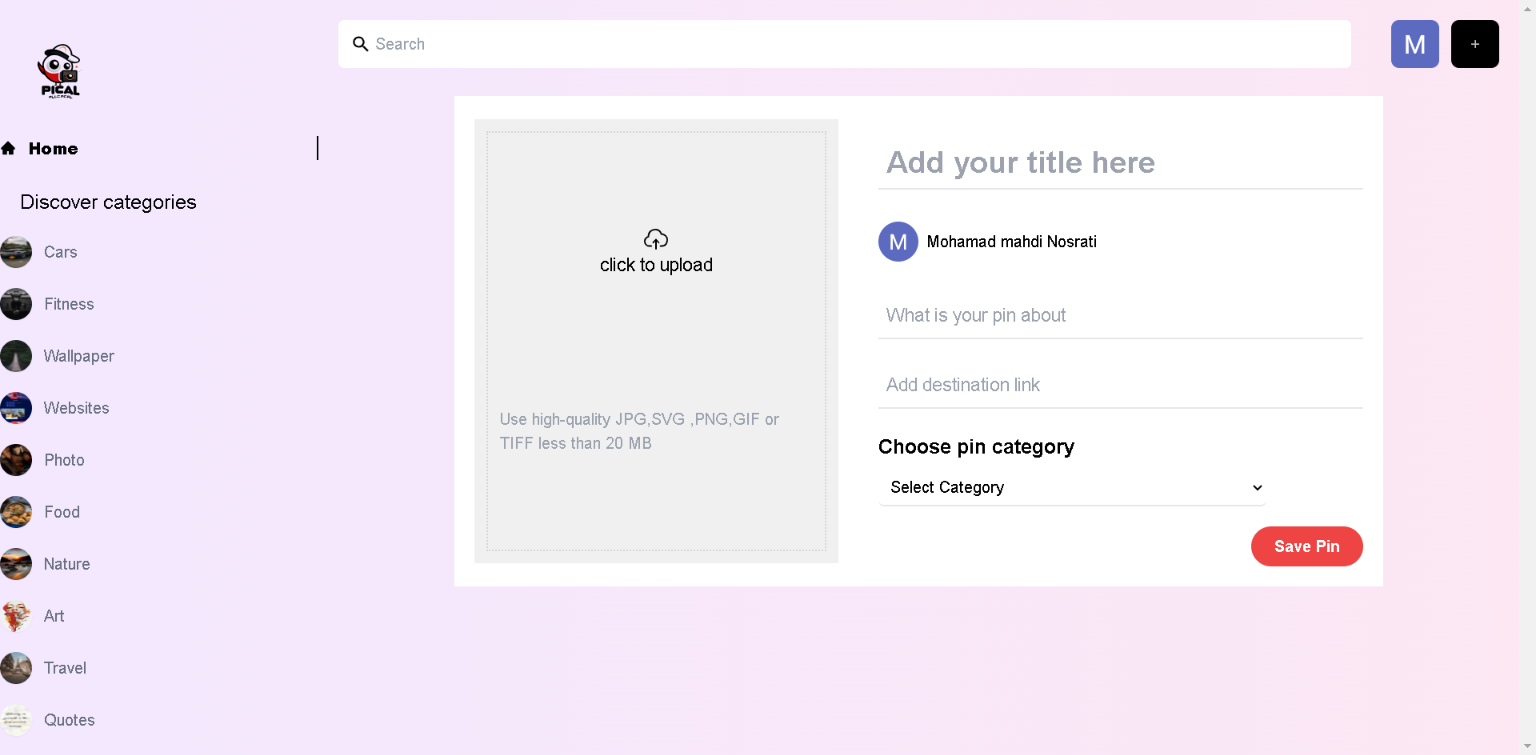 PICAL
Home
Discover categories
Cars
Fitness
Wallpaper
Websites
Photo
Food
Nature
Art
Travel
Quotes
Search
M
+
click to upload
Use high-quality JPG,SVG ,PNG,GIF or
TIFF less than 20 MB
Add your title here
M Mohamad mahdi Nosrati
What is your pin about
Add destination link
Choose pin category
Select Category
Save Pin